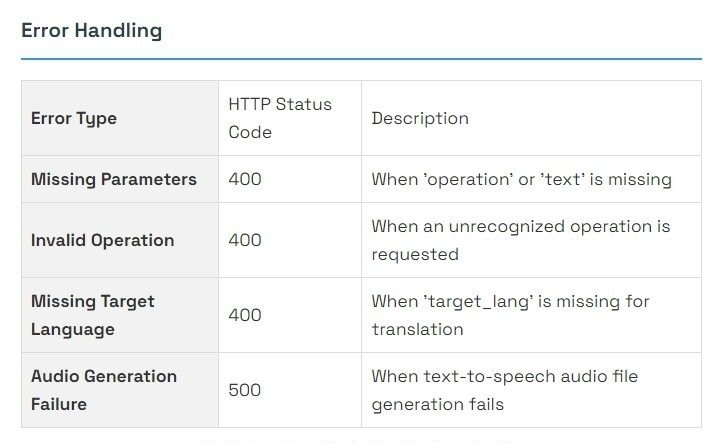 Error Handling
Error Type
HTTP Status
Code
Description
Missing Parameters
400
When 'operation' or 'text' is missing
Invalid Operation
400
When an unrecognized operation is
requested
Missing Target
Language
400
When 'target_lang' is missing for
translation
Audio Generation
Failure
500
When text-to-speech audio file
generation fails